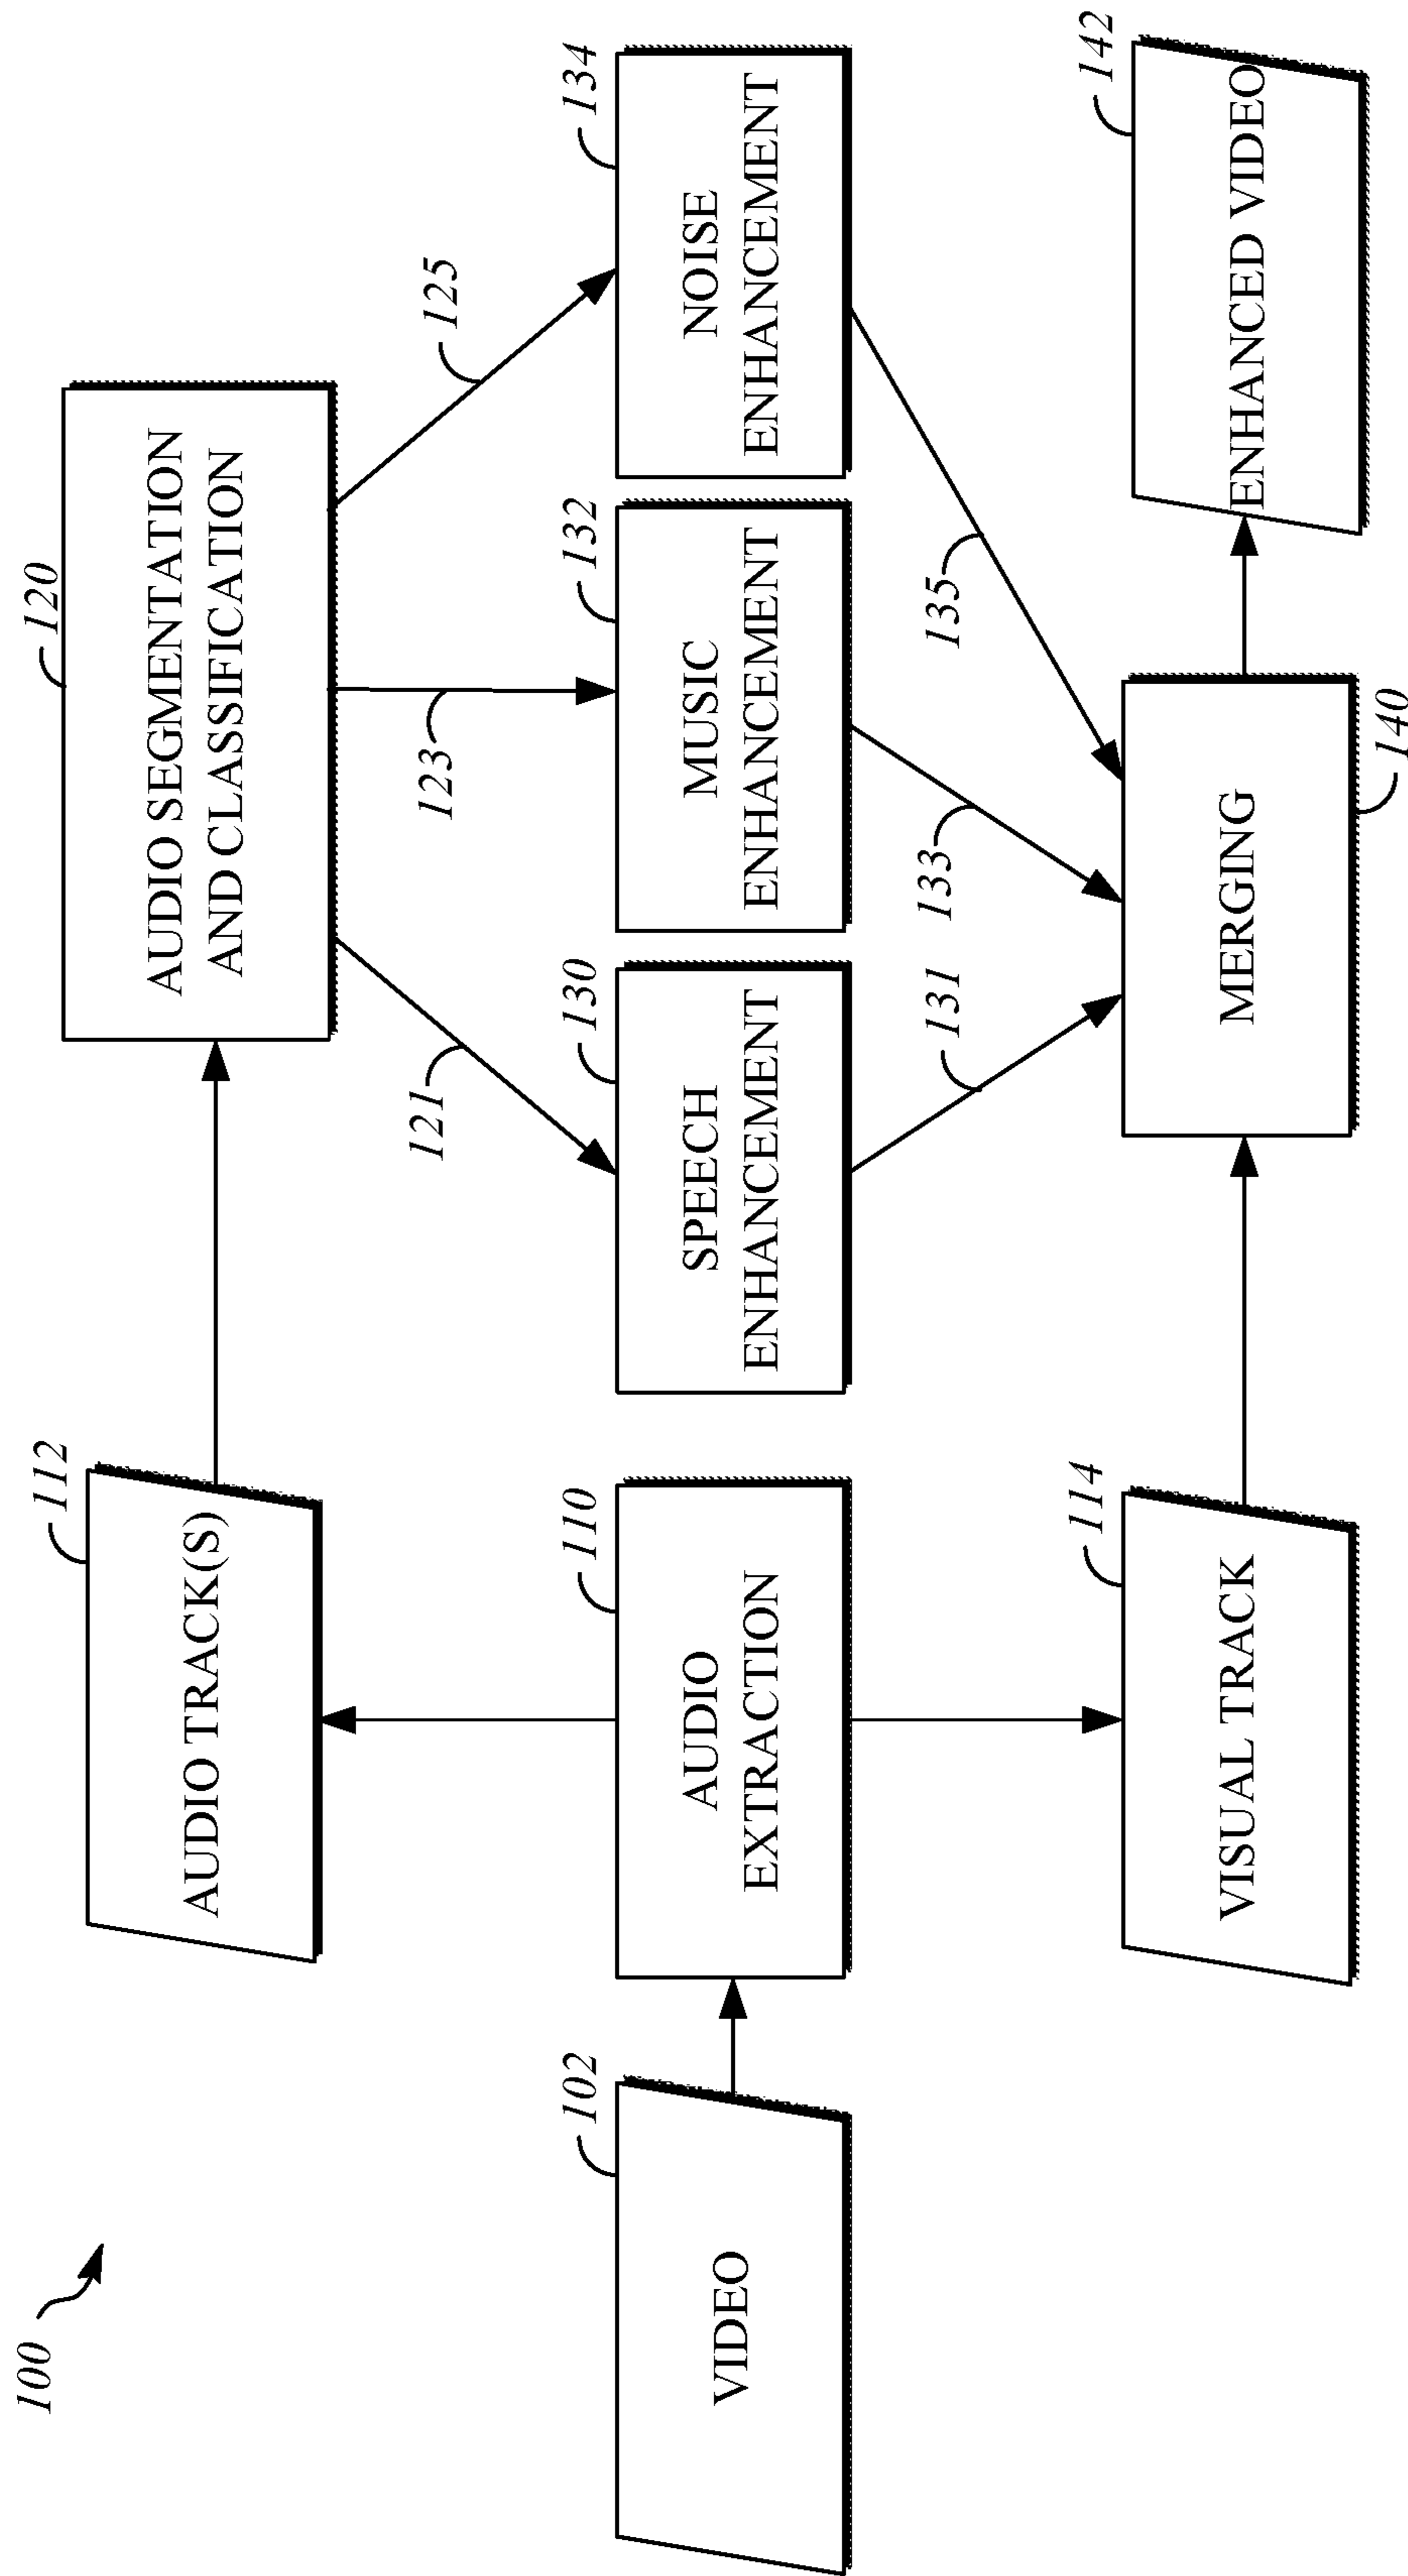 100
102
VIDEO
110
AUDIO
EXTRACTION
112
AUDIO TRACK(S)
114
VISUAL TRACK
120
AUDIO SEGMENTATION
AND CLASSIFICATION
121
123
125
130
SPEECH
ENHANCEMENT
132
MUSIC
ENHANCEMENT
134
NOISE
ENHANCEMENT
131
133
135
MERGING
140
142
ENHANCED VIDEO